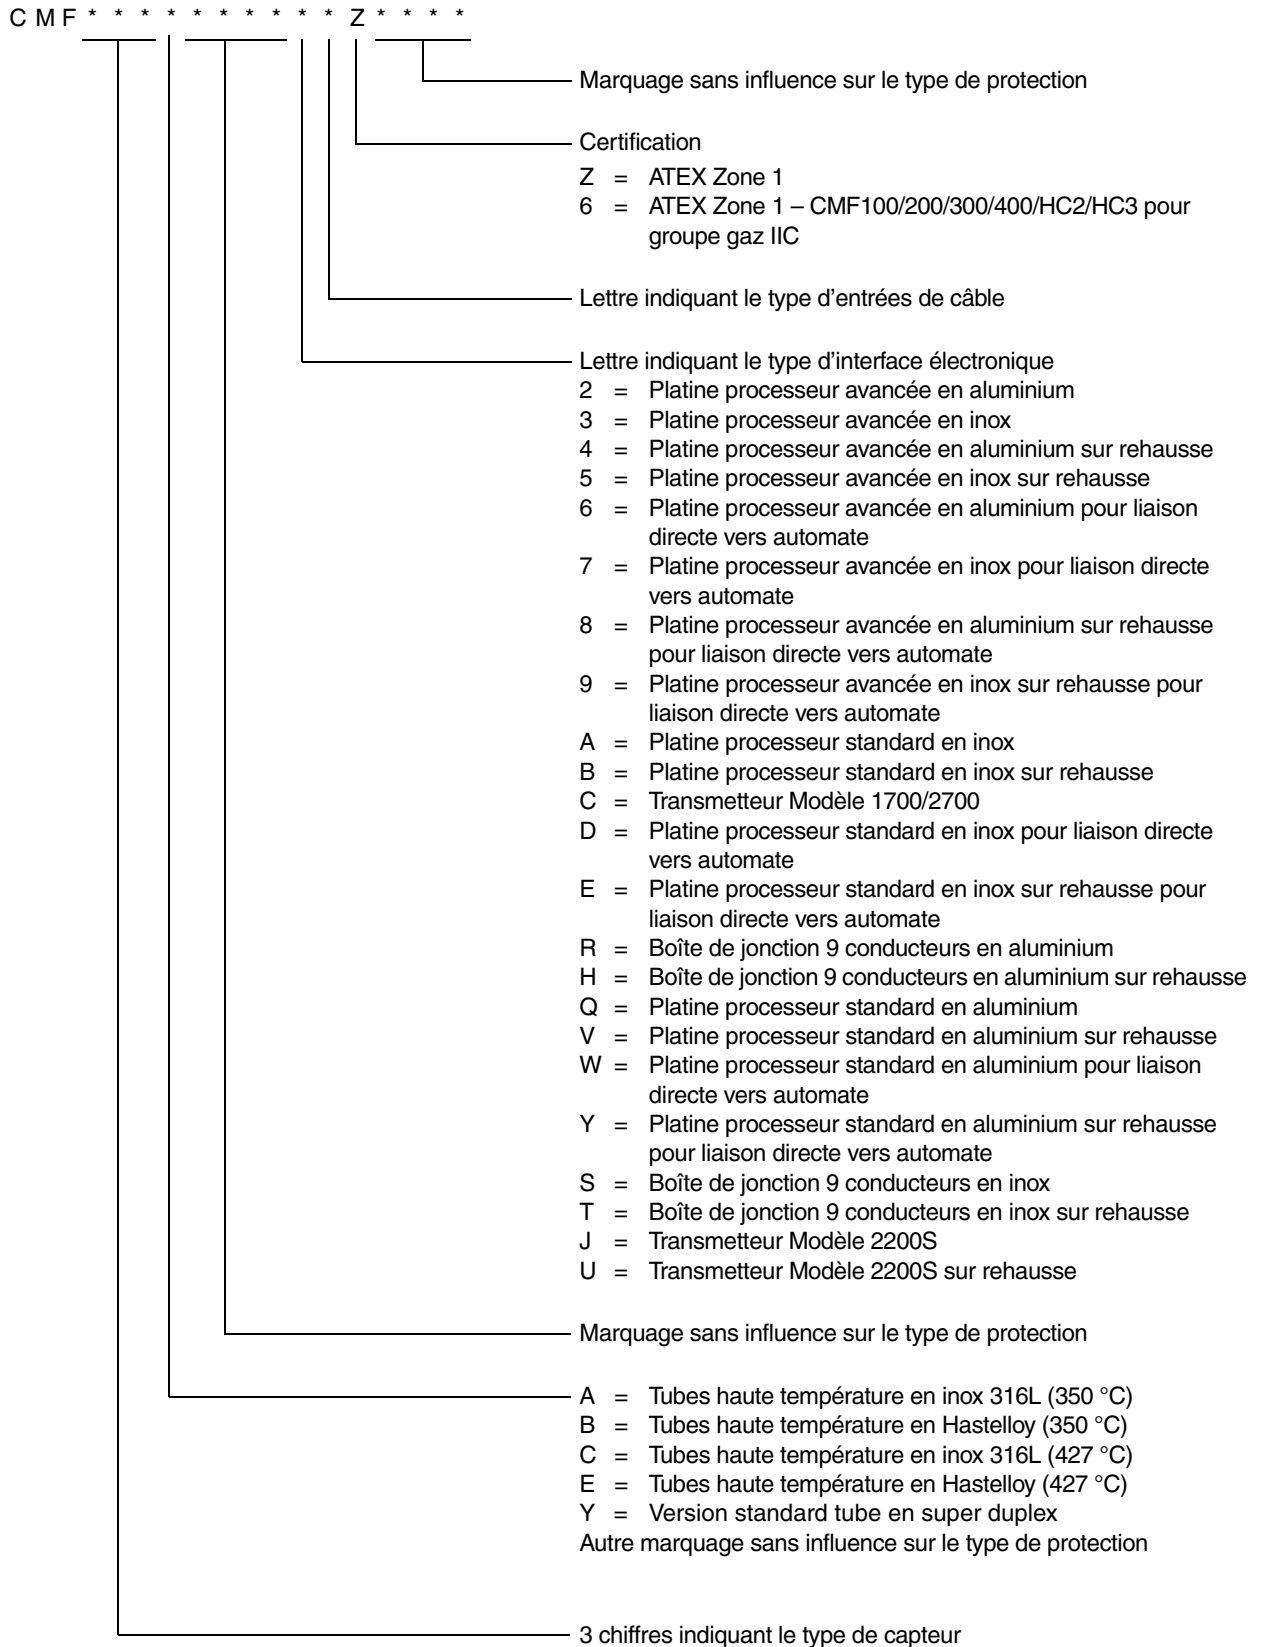 C M F * * * * * * * * * * Z * * * *
Marquage sans influence sur le type de protection
Certification
Z = ATEX Zone 1
6 = ATEX Zone 1 – CMF100/200/300/400/HC2/HC3 pour
groupe gaz IIC
Lettre indiquant le type d'entrées de câble
Lettre indiquant le type d'interface électronique
2 = Platine processeur avancée en aluminium
3 = Platine processeur avancée en inox
4 = Platine processeur avancée en aluminium sur rehausse
5 = Platine processeur avancée en inox sur rehausse
6 = Platine processeur avancée en aluminium pour liaison
directe vers automate
7 = Platine processeur avancée en inox pour liaison directe
vers automate
8 = Platine processeur avancée en aluminium sur rehausse
pour liaison directe vers automate
9 = Platine processeur avancée en inox sur rehausse pour
liaison directe vers automate
A = Platine processeur standard en inox
B = Platine processeur standard en inox sur rehausse
C = Transmetteur Modèle 1700/2700
D = Platine processeur standard en inox pour liaison directe
vers automate
E = Platine processeur standard en inox sur rehausse pour
liaison directe vers automate
R = Boîte de jonction 9 conducteurs en aluminium
H = Boîte de jonction 9 conducteurs en aluminium sur rehausse
Q = Platine processeur standard en aluminium
V = Platine processeur standard en aluminium sur rehausse
W = Platine processeur standard en aluminium pour liaison
directe vers automate
Y = Platine processeur standard en aluminium sur rehausse
pour liaison directe vers automate
S = Boîte de jonction 9 conducteurs en inox
T = Boîte de jonction 9 conducteurs en inox sur rehausse
J = Transmetteur Modèle 2200S
U = Transmetteur Modèle 2200S sur rehausse
Marquage sans influence sur le type de protection
A = Tubes haute température en inox 316L (350 °C)
B = Tubes haute température en Hastelloy (350 °C)
C = Tubes haute température en inox 316L (427 °C)
E = Tubes haute température en Hastelloy (427 °C)
Y = Version standard tube en super duplex
Autre marquage sans influence sur le type de protection
3 chiffres indiquant le type de capteur